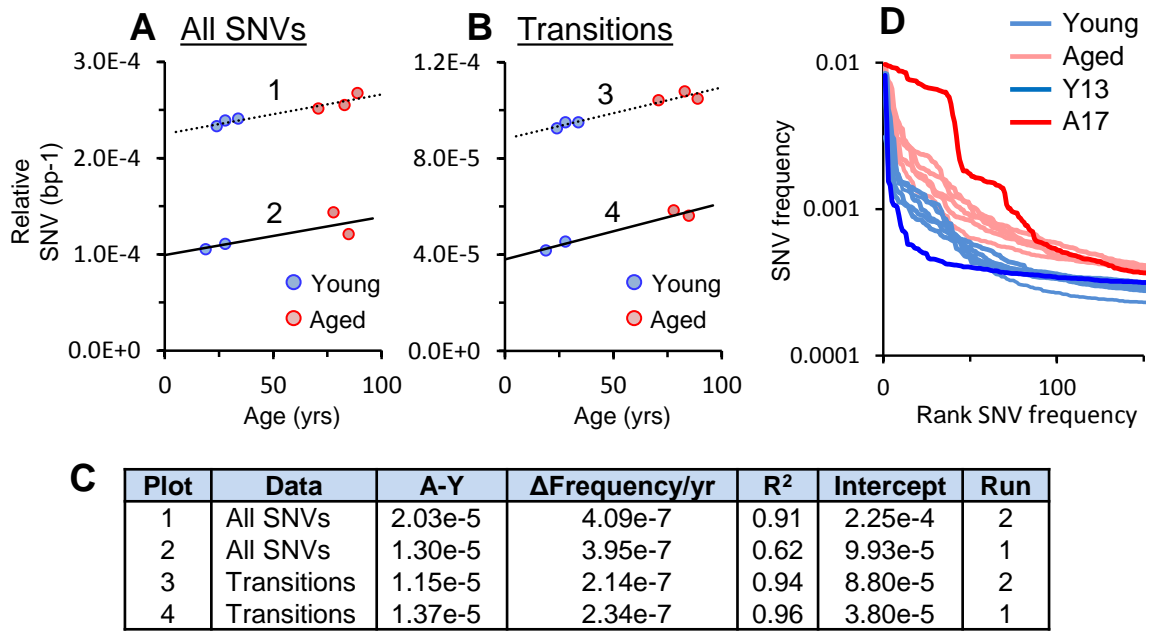 A All SNVs
3.0E-4
2.0E-4
1.0E-4
0.0E+0
Relative
SNV (bp-1)
1
2
Young
Aged
0 50 100
Age (yrs)
B Transitions
1.2E-4
8.0E-5
4.0E-5
0.0E+0
3
4
Young
Aged
0 50 100
Age (yrs)
D
Young
Aged
Y13
A17
0.01
0.001
0.0001
SNV frequency
0 100
Rank SNV frequency
C
Plot Data A-Y ΔFrequency/yr R² Intercept Run
1 All SNVs 2.03e-5 4.09e-7 0.91 2.25e-4 2
2 All SNVs 1.30e-5 3.95e-7 0.62 9.93e-5 1
3 Transitions 1.15e-5 2.14e-7 0.94 8.80e-5 2
4 Transitions 1.37e-5 2.34e-7 0.96 3.80e-5 1